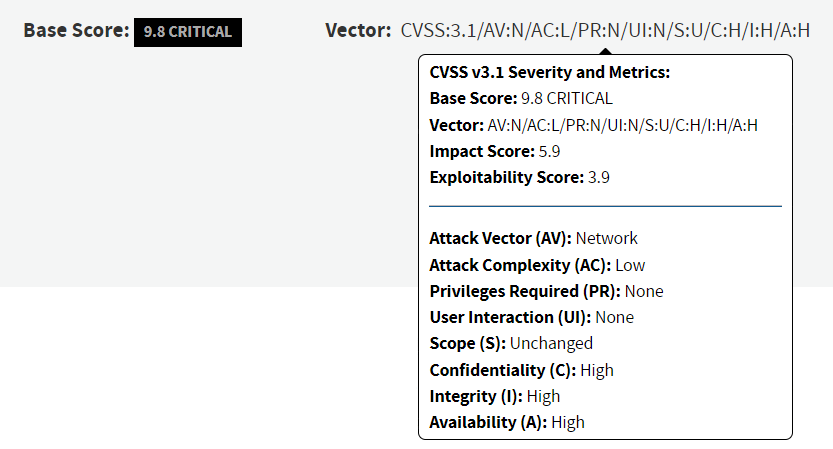 Base Score: 9.8 CRITICAL Vector: CVSS:3.1/AV:N/AC:L/PR:N/UI:N/S:U/C:H/I:H/A:H
CVSS v3.1 Severity and Metrics:
Base Score: 9.8 CRITICAL
Vector: AV:N/AC:L/PR:N/UI:N/S:U/C:H/I:H/A:H
Impact Score: 5.9
Exploitability Score: 3.9
Attack Vector (AV): Network
Attack Complexity (AC): Low
Privileges Required (PR): None
User Interaction (UI): None
Scope (S): Unchanged
Confidentiality (C): High
Integrity (I): High
Availability (A): High